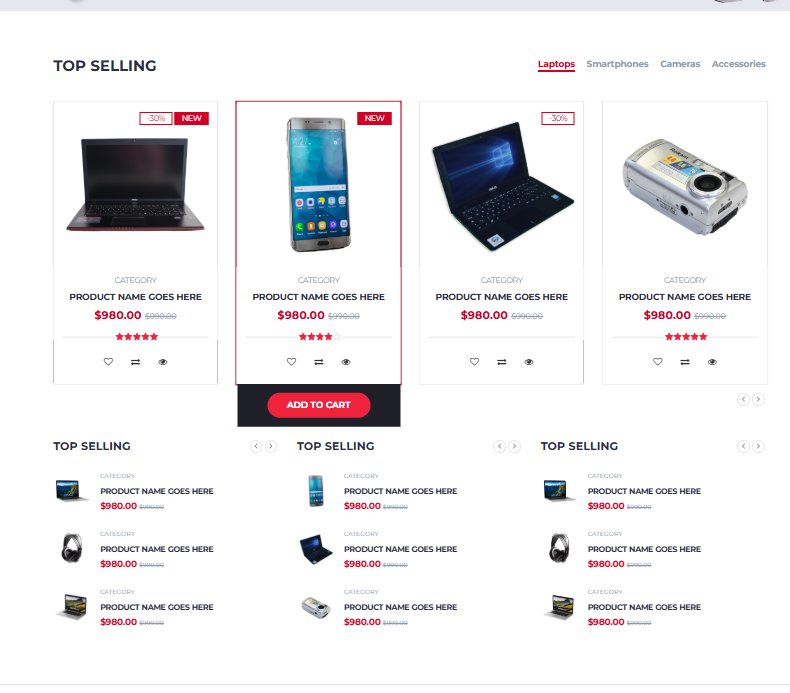 TOP SELLING
Laptops Smartphones Cameras Accessories
-30% NEW
CATEGORY
PRODUCT NAME GOES HERE
$980.00 $990.00
NEW
CATEGORY
PRODUCT NAME GOES HERE
$980.00 $990.00
ADD TO CART
-30%
CATEGORY
PRODUCT NAME GOES HERE
$980.00 $990.00
CATEGORY
PRODUCT NAME GOES HERE
$980.00 $990.00
TOP SELLING
CATEGORY
PRODUCT NAME GOES HERE
$980.00 $990.00
CATEGORY
PRODUCT NAME GOES HERE
$980.00 $990.00
CATEGORY
PRODUCT NAME GOES HERE
$980.00 $990.00
TOP SELLING
CATEGORY
PRODUCT NAME GOES HERE
$980.00 $990.00
CATEGORY
PRODUCT NAME GOES HERE
$980.00 $990.00
CATEGORY
PRODUCT NAME GOES HERE
$980.00 $990.00
TOP SELLING
CATEGORY
PRODUCT NAME GOES HERE
$980.00 $990.00
CATEGORY
PRODUCT NAME GOES HERE
$980.00 $990.00
CATEGORY
PRODUCT NAME GOES HERE
$980.00 $990.00